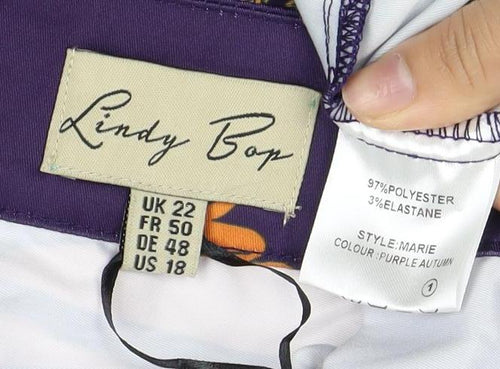 Lindy Bop
UK 22
FR 50
DE 48
US 18
97%POLYESTER
3%ELASTANE
STYLE:MARIE
COLOUR:PURPLE AUTUMN
1